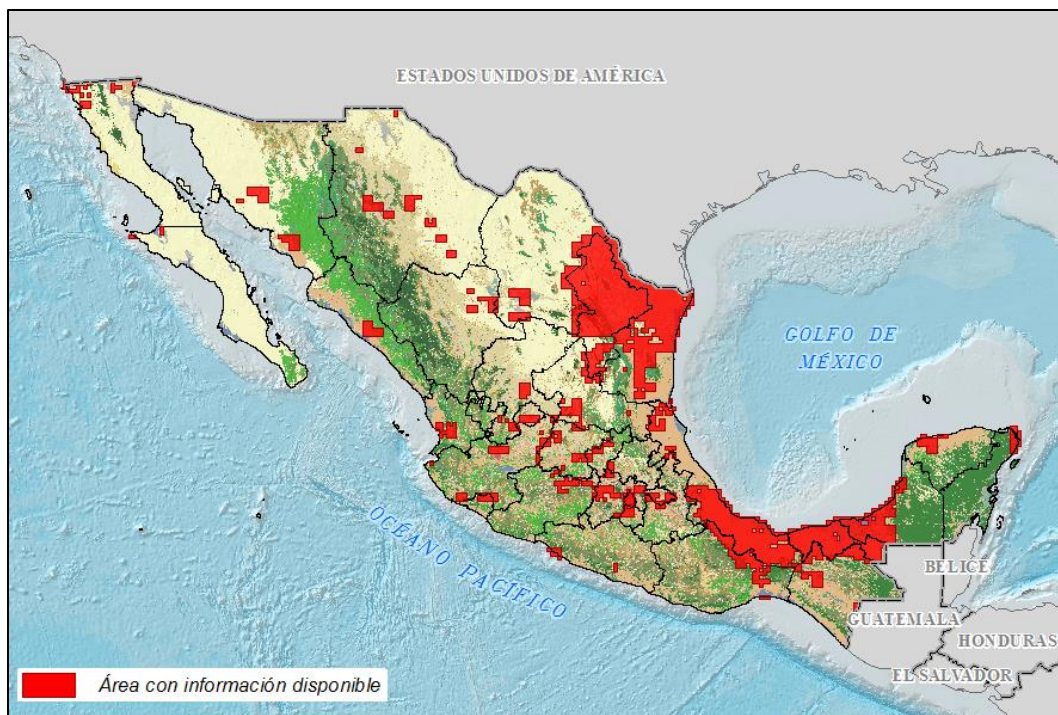 ESTADOS UNIDOS DE AMÉRICA
GOLFO DE
MÉXICO
OCÉANO PACÍFICO
BELICE
GUATEMALA
HONDURAS
EL SALVADOR
Área con información disponible